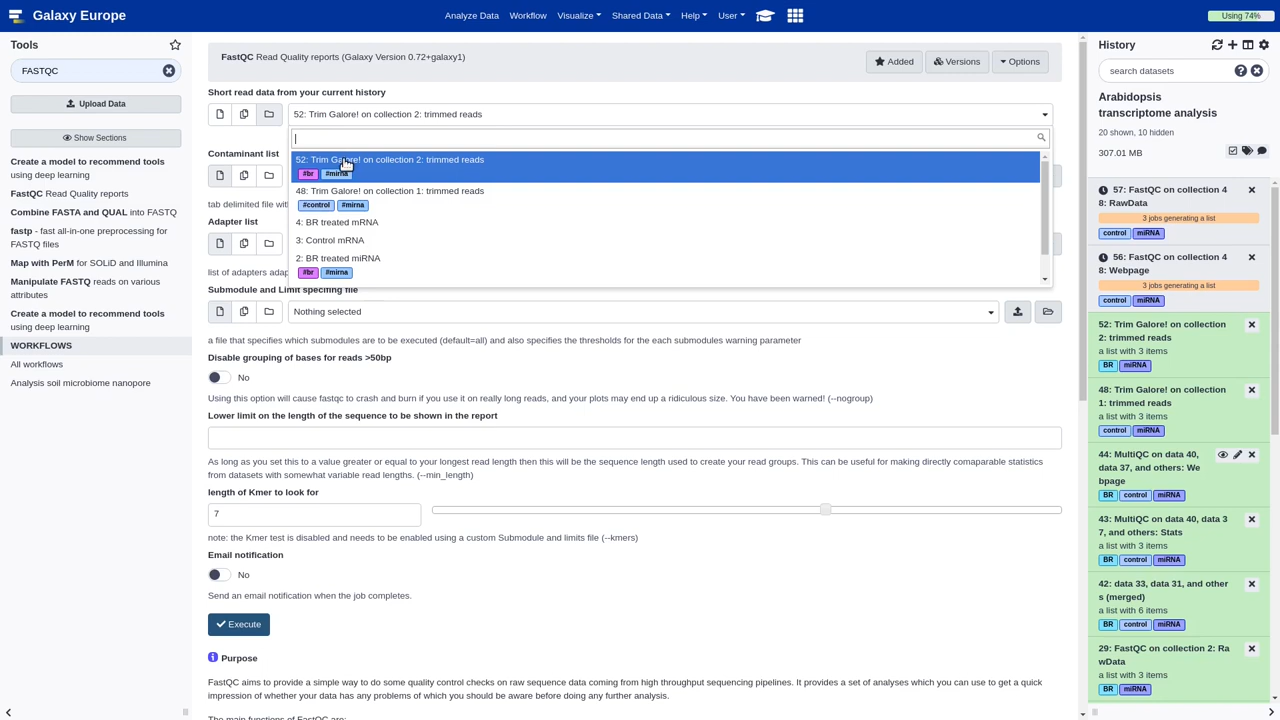 Galaxy Europe
Analyze Data
Workflow
Visualize
Shared Data
Help
User
Using 74%
Tools
FASTQC
Upload Data
Show Sections
Create a model to recommend tools
using deep learning
FastQC Read Quality reports
Combine FASTA and QUAL into FASTQ
fastp - fast all-in-one preprocessing for
FASTQ files
Map with PerM for SOLiD and Illumina
Manipulate FASTQ reads on various
attributes
Create a model to recommend tools
using deep learning
WORKFLOWS
All workflows
Analysis soil microbiome nanopore
FastQC Read Quality reports (Galaxy Version 0.72+galaxy1)
Added
Versions
Options
Short read data from your current history
52: Trim Galore! on collection 2: trimmed reads
52: Trim Galore! on collection 2: trimmed reads
#br #mirna
48: Trim Galore! on collection 1: trimmed reads
#control #mirna
4: BR treated mRNA
3: Control mRNA
2: BR treated miRNA
#br #mirna
Contaminant list
tab delimited file wit
Adapter list
list of adapters adap
Submodule and Limit specifing file
Nothing selected
a file that specifies which submodules are to be executed (default=all) and also specifies the thresholds for the each submodules warning parameter
Disable grouping of bases for reads >50bp
No
Using this option will cause fastqc to crash and burn if you use it on really long reads, and your plots may end up a ridiculous size. You have been warned! (--nogroup)
Lower limit on the length of the sequence to be shown in the report
As long as you set this to a value greater or equal to your longest read length then this will be the sequence length used to create your read groups. This can be useful for making directly comaparable statistics
from datasets with somewhat variable read lengths. (--min_length)
length of Kmer to look for
7
note: the Kmer test is disabled and needs to be enabled using a custom Submodule and limits file (--kmers)
Email notification
No
Send an email notification when the job completes.
Execute
Purpose
FastQC aims to provide a simple way to do some quality control checks on raw sequence data coming from high throughput sequencing pipelines. It provides a set of analyses which you can use to get a quick
impression of whether your data has any problems of which you should be aware before doing any further analysis.
The main functions of FastQC are:
History
search datasets
Arabidopsis
transcriptome analysis
20 shown, 10 hidden
307.01 MB
57: FastQC on collection 4
8: RawData
3 jobs generating a list
control miRNA
56: FastQC on collection 4
8: Webpage
3 jobs generating a list
control miRNA
52: Trim Galore! on collection
2: trimmed reads
a list with 3 items
BR miRNA
48: Trim Galore! on collection
1: trimmed reads
a list with 3 items
control miRNA
44: MultiQC on data 40,
data 37, and others: We
bpage
BR control miRNA
43: MultiQC on data 40, data 3
7, and others: Stats
a list with 3 items
BR control miRNA
42: data 33, data 31, and other
s (merged)
a list with 6 items
BR control miRNA
29: FastQC on collection 2: Ra
wData
a list with 3 items
BR miRNA